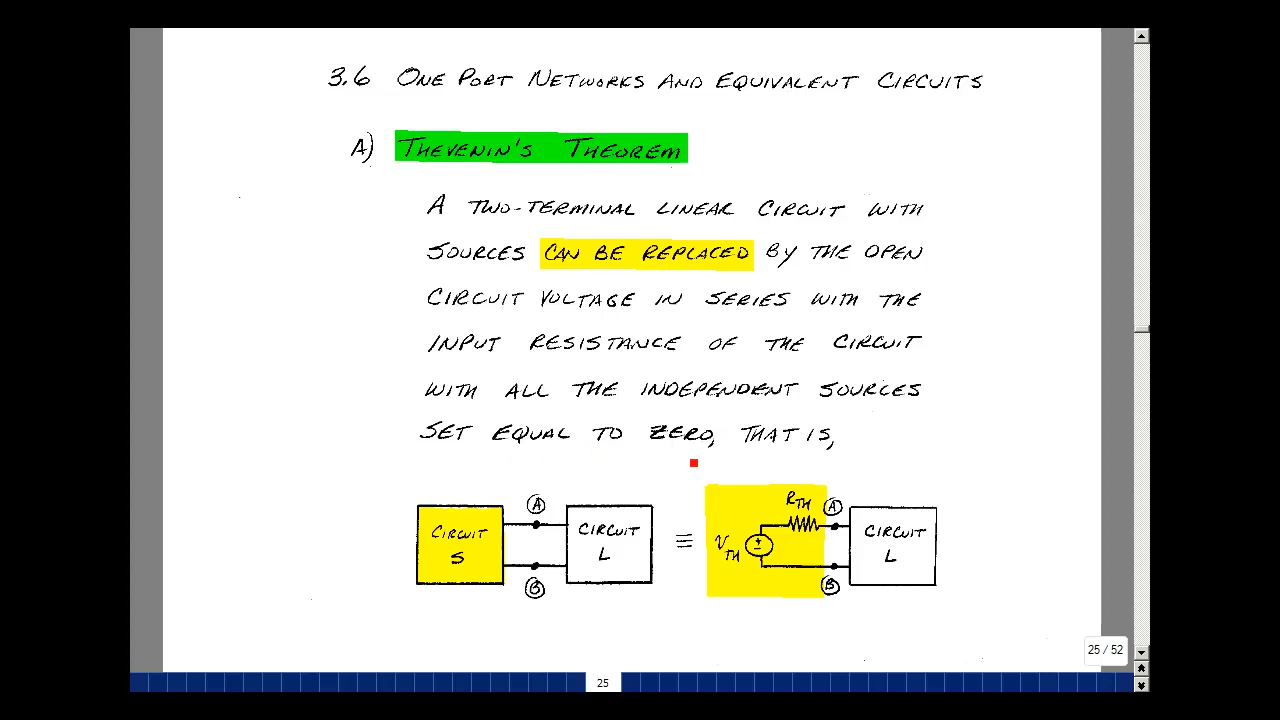 3.6 ONE PORT NETWORKS AND EQUIVALENT CIRCUITS
A) THEVENIN'S THEOREM
A TWO-TERMINAL LINEAR CIRCUIT WITH
SOURCES CAN BE REPLACED BY THE OPEN
CIRCUIT VOLTAGE IN SERIES WITH THE
INPUT RESISTANCE OF THE CIRCUIT
WITH ALL THE INDEPENDENT SOURCES
SET EQUAL TO ZERO, THAT IS,
CIRCUIT
S
A
B
CIRCUIT
L
≡
V_TH
+
-
R_TH
A
B
CIRCUIT
L
25 / 52
25